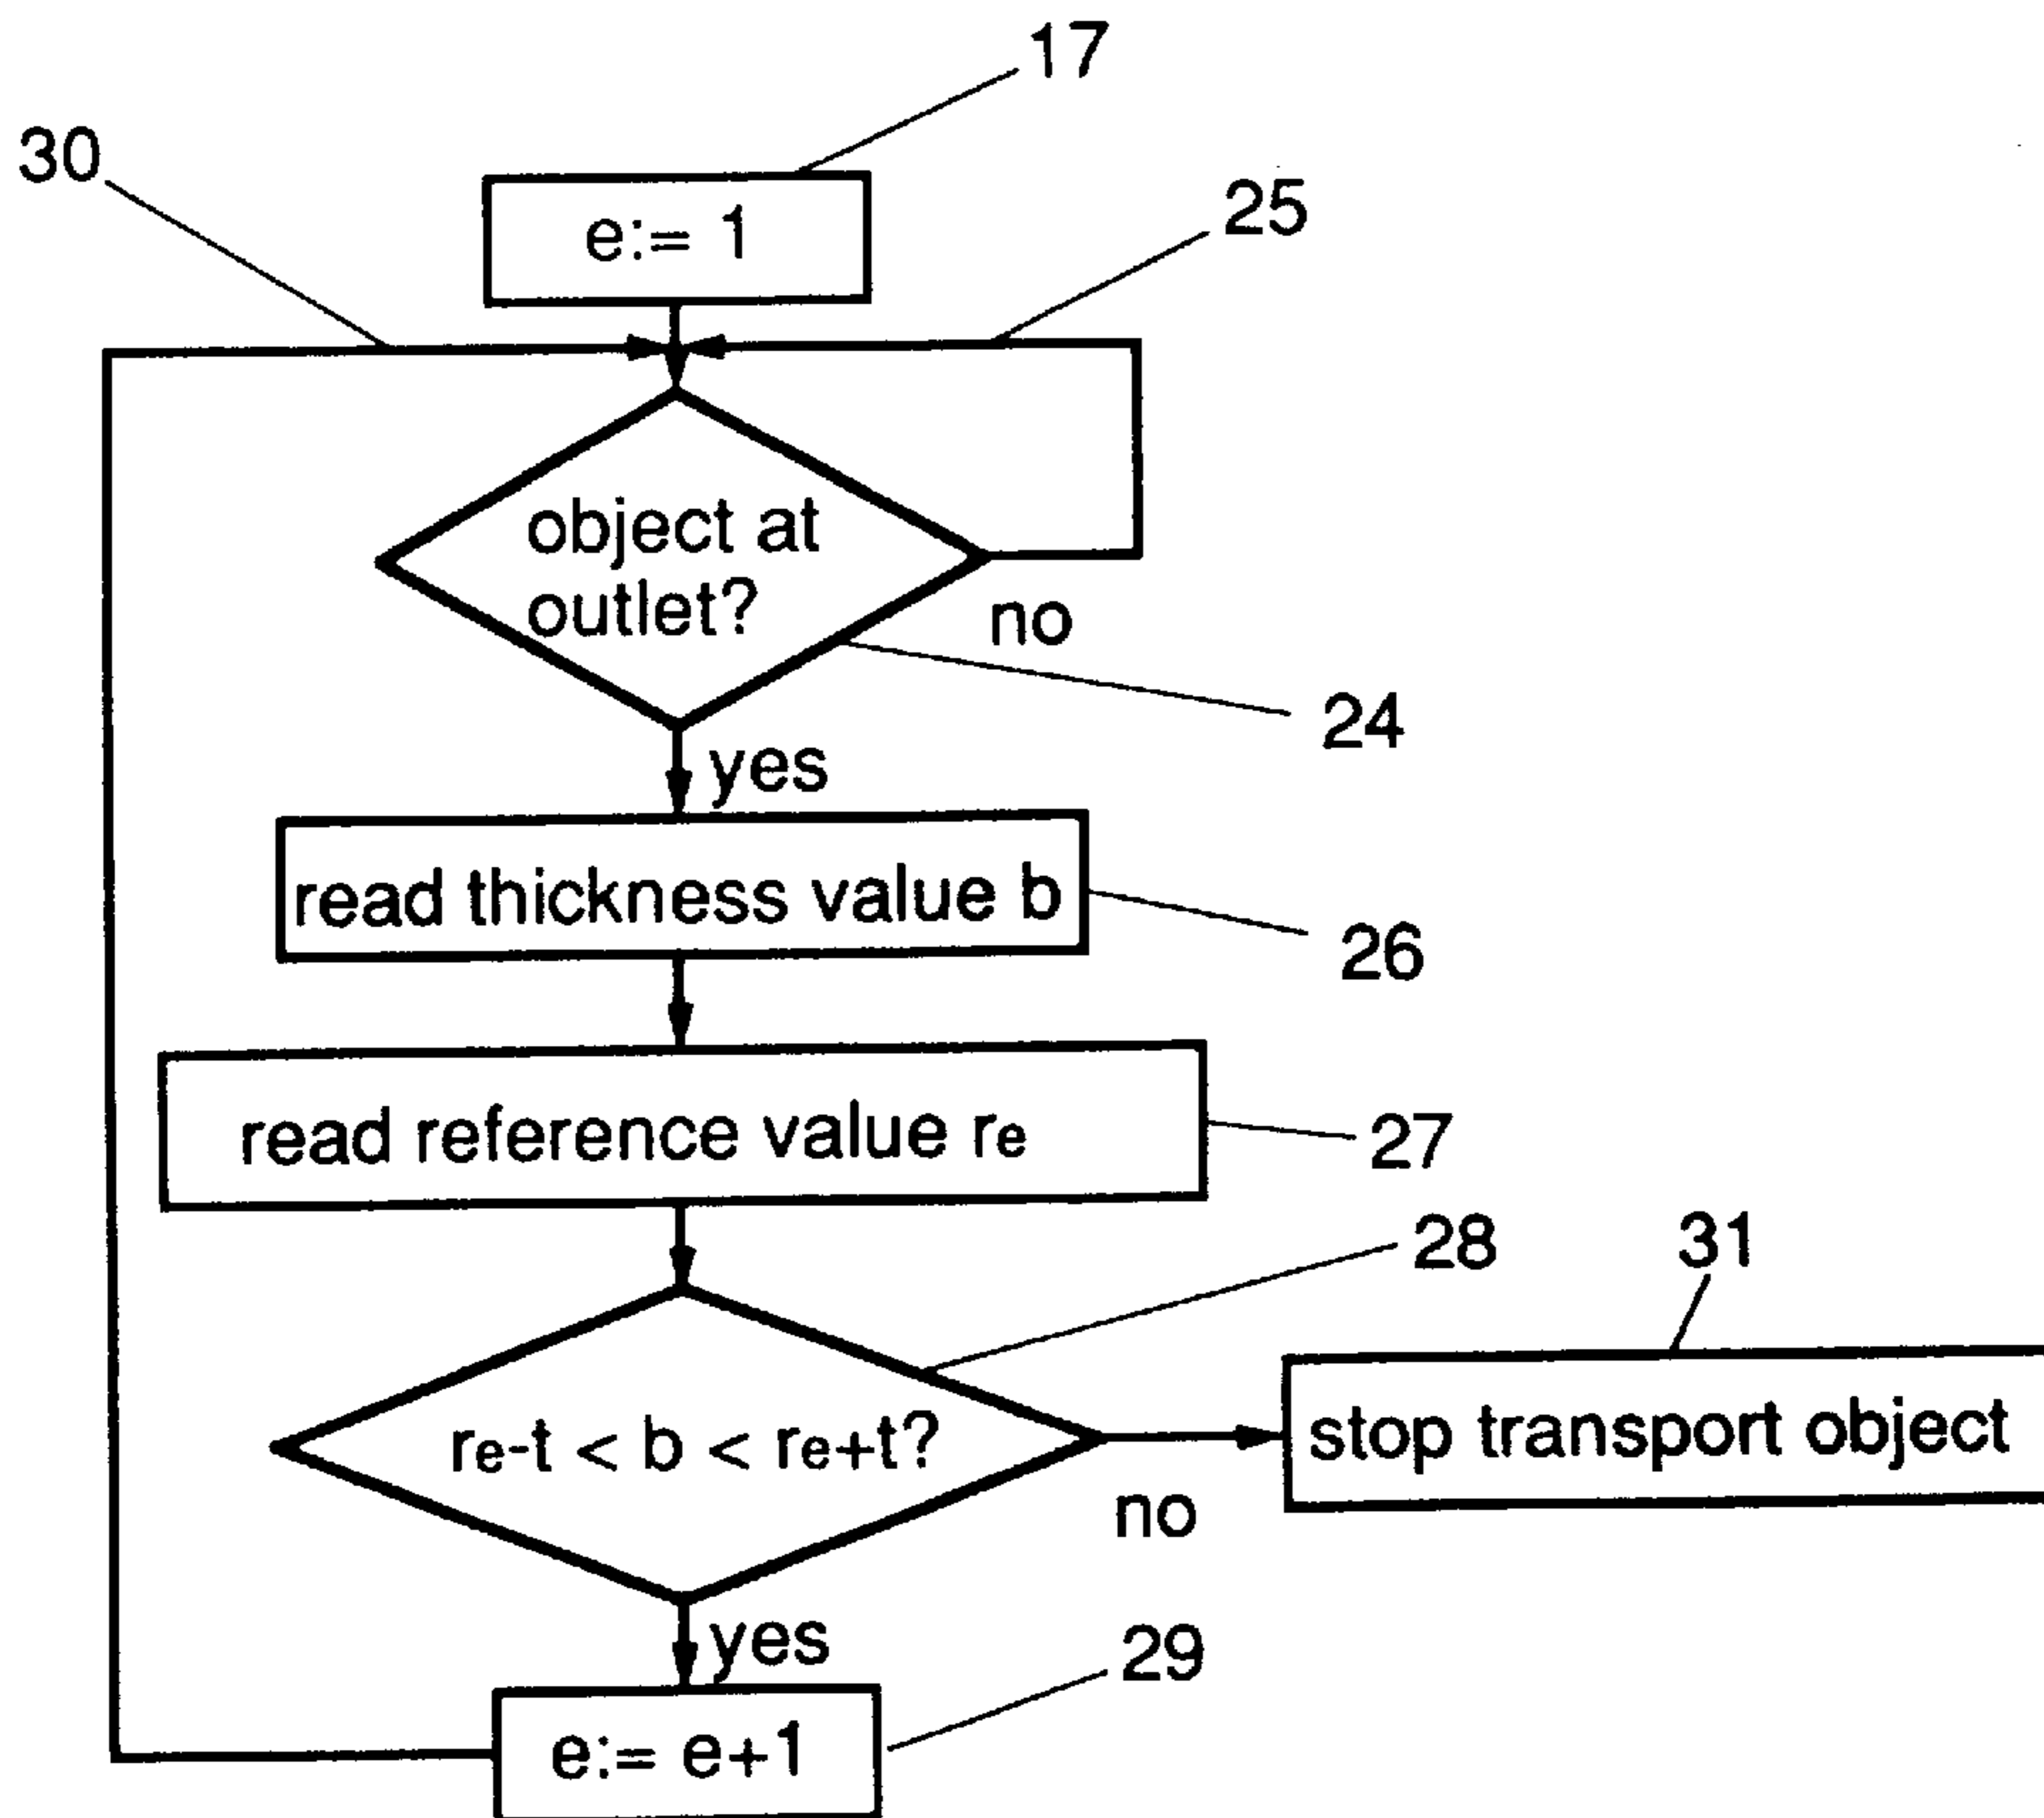 17
30
e:= 1
25
object at
outlet?
no
24
yes
read thickness value b
26
read reference value re
27
28
31
re-t < b < re+t?
stop transport object
no
yes
29
e:= e+1